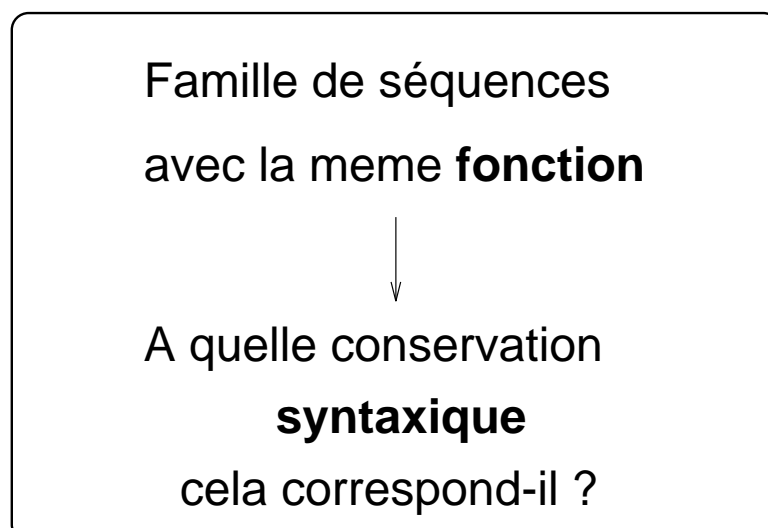 Famille de séquences
avec la meme fonction
A quelle conservation
syntaxique
cela correspond-il ?